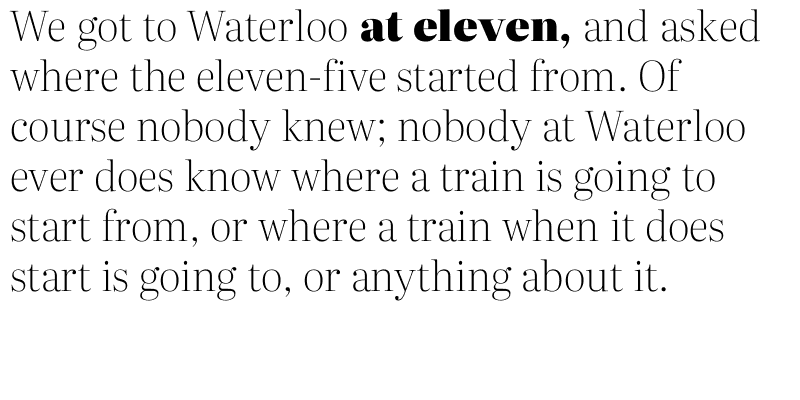 We got to Waterloo at eleven, and asked
where the eleven-five started from. Of
course nobody knew; nobody at Waterloo
ever does know where a train is going to
start from, or where a train when it does
start is going to, or anything about it.